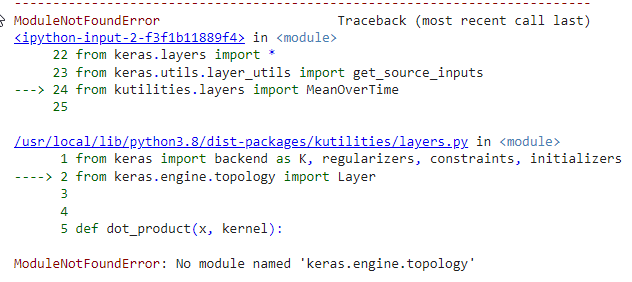 ---------------------------------------------------------------------------
ModuleNotFoundError                       Traceback (most recent call last)
<ipython-input-2-f3f1b11889f4> in <module>
     22 from keras.layers import *
     23 from keras.utils.layer_utils import get_source_inputs
---> 24 from kutilities.layers import MeanOverTime
     25

/usr/local/lib/python3.8/dist-packages/kutilities/layers.py in <module>
      1 from keras import backend as K, regularizers, constraints, initializers
----> 2 from keras.engine.topology import Layer
      3
      4
      5 def dot_product(x, kernel):

ModuleNotFoundError: No module named 'keras.engine.topology'